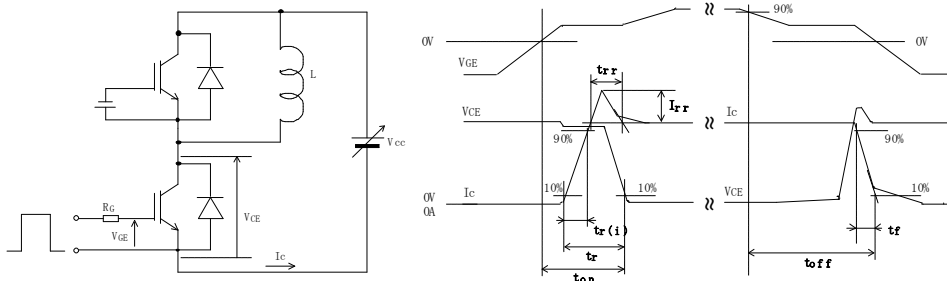 L
Vcc
RG
VGE
VCE
Ic
0V
VGE
VCE
Ic
0V
0A
90%
10%
trr
Irr
10%
tr(i)
tr
ton
90%
0V
Ic
90%
VCE
10%
tf
toff